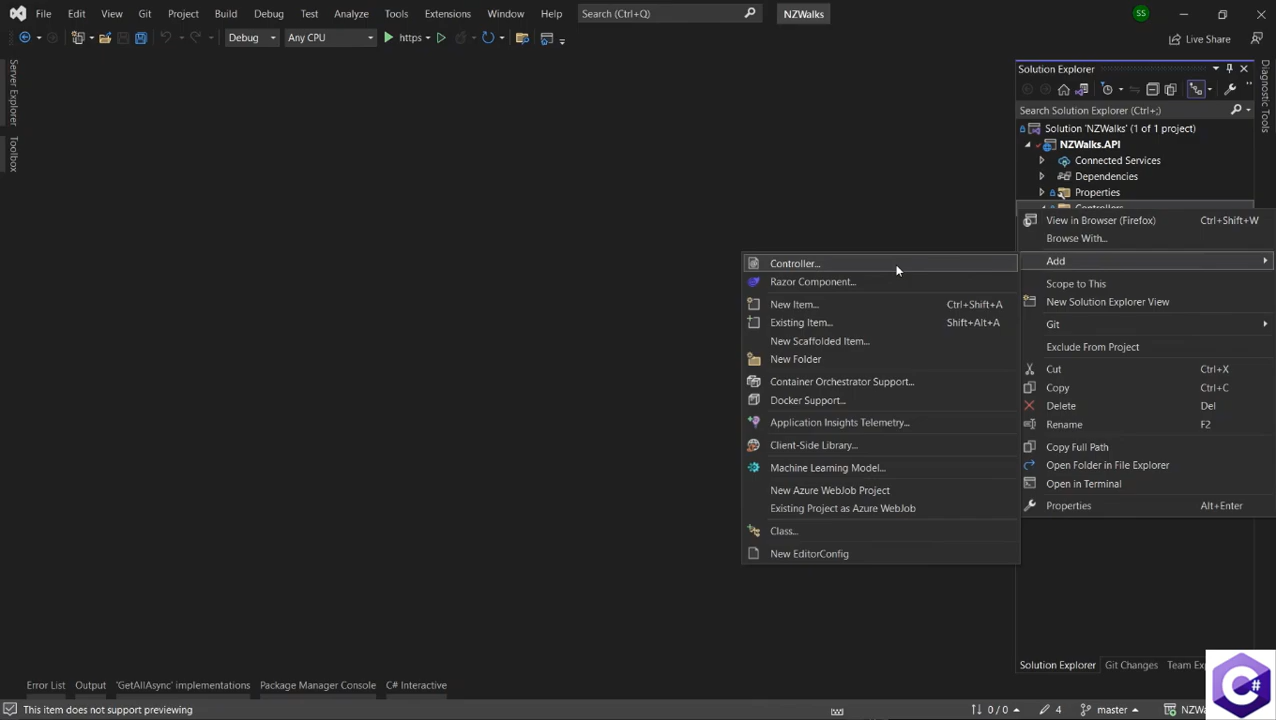 File Edit View Git Project Build Debug Test Analyze Tools Extensions Window Help Search (Ctrl+Q) NZWalks SS
Debug Any CPU https Live Share
Server Explorer
Toolbox
Solution Explorer
Search Solution Explorer (Ctrl+;)
Solution 'NZWalks' (1 of 1 project)
NZWalks.API
Connected Services
Dependencies
Properties
Controllers
Diagnostic Tools
View in Browser (Firefox) Ctrl+Shift+W
Browse With...
Add
Scope to This
New Solution Explorer View
Git
Exclude From Project
Cut Ctrl+X
Copy Ctrl+C
Delete Del
Rename F2
Copy Full Path
Open Folder in File Explorer
Open in Terminal
Properties Alt+Enter
Controller...
Razor Component...
New Item... Ctrl+Shift+A
Existing Item... Shift+Alt+A
New Scaffolded Item...
New Folder
Container Orchestrator Support...
Docker Support...
Application Insights Telemetry...
Client-Side Library...
Machine Learning Model...
New Azure WebJob Project
Existing Project as Azure WebJob
Class...
New EditorConfig
Solution Explorer Git Changes Team Exp
Error List Output 'GetAllAsync' implementations Package Manager Console C# Interactive
This item does not support previewing 0 / 0 4 master NZW
C#